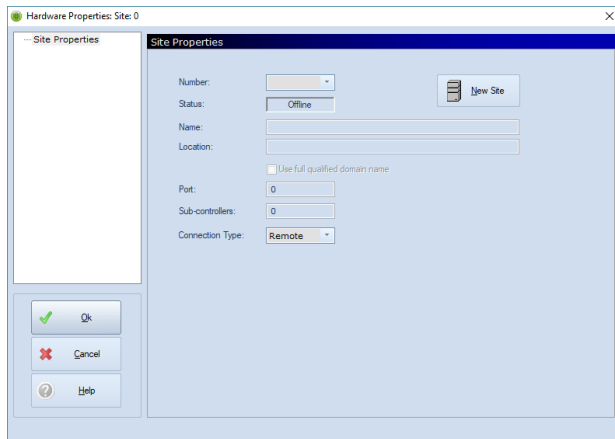 Hardware Properties: Site: 0
Site Properties
Site Properties
Number:
New Site
Status:
Offline
Name:
Location:
Use full qualified domain name
Port:
0
Sub-controllers:
0
Connection Type:
Remote
Ok
Cancel
Help